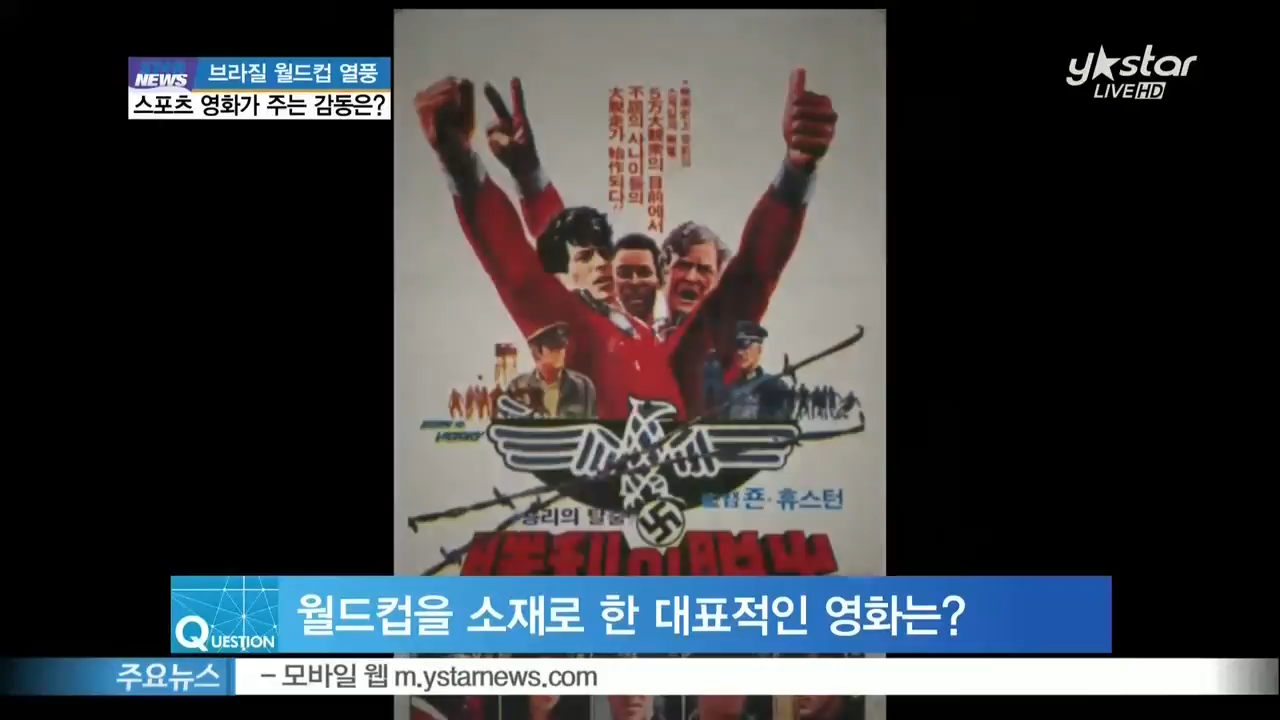 NEWS
브라질 월드컵 열풍
스포츠 영화가 주는 감동은?
y★star
LIVE HD
5万大觀衆의 目前에서
不屈의 사나이들의
大脫走가 始作되다!!
승리의 탈출
죤·휴스턴
QUESTION
월드컵을 소재로 한 대표적인 영화는?
주요뉴스
- 모바일 웹 m.ystarnews.com